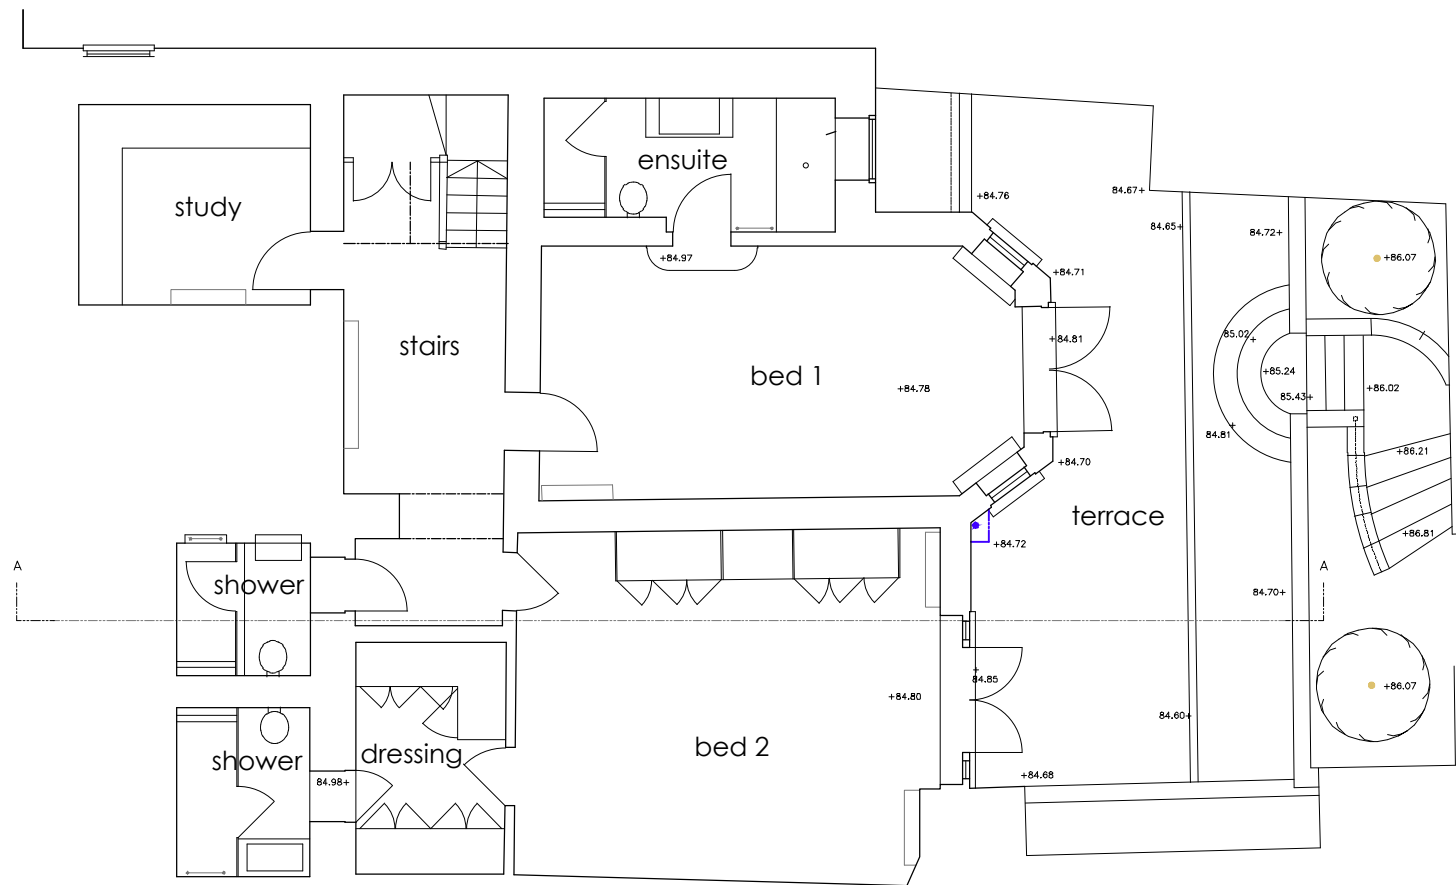 ensuite
+84.97
study
stairs
bed 1
+84.78
+84.76
84.67+
84.65+
84.72+
+84.71
+84.81
+86.07
85.02
+85.24
85.43+
+86.02
84.81
+84.70
+86.21
terrace
+84.72
+86.81
A
A
shower
84.70+
84.85
+84.80
+86.07
84.60+
shower
dressing
bed 2
84.98+
+84.68